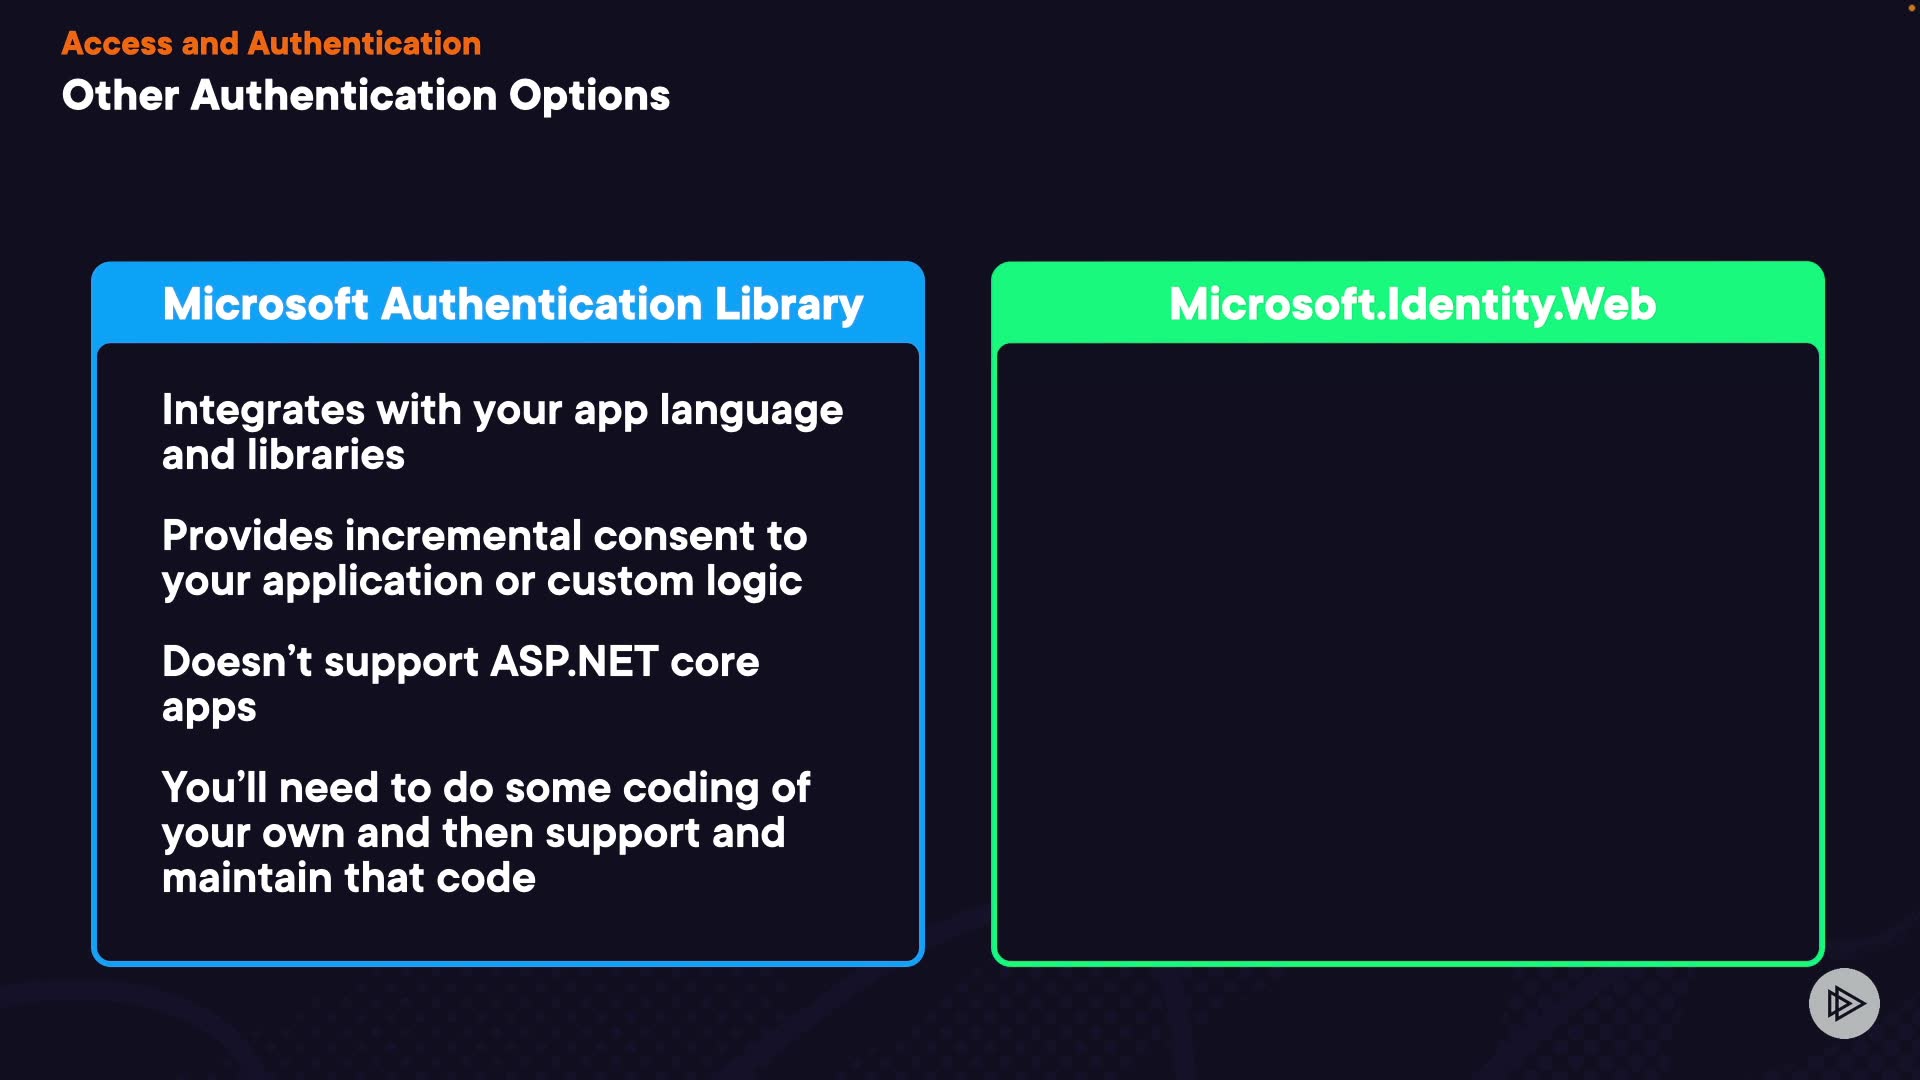 Access and Authentication
Other Authentication Options
Microsoft Authentication Library
Integrates with your app language
and libraries
Provides incremental consent to
your application or custom logic
Doesn’t support ASP.NET core
apps
You’ll need to do some coding of
your own and then support and
maintain that code
Microsoft.Identity.Web